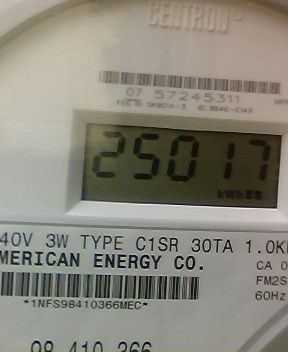 CENTRON®
07 57245311
25017
kWh
40V 3W TYPE C1SR 30TA 1.0K
MERICAN ENERGY CO.
CA 0
FM2S
60Hz
*1NFS98410366MEC*
98 410 366